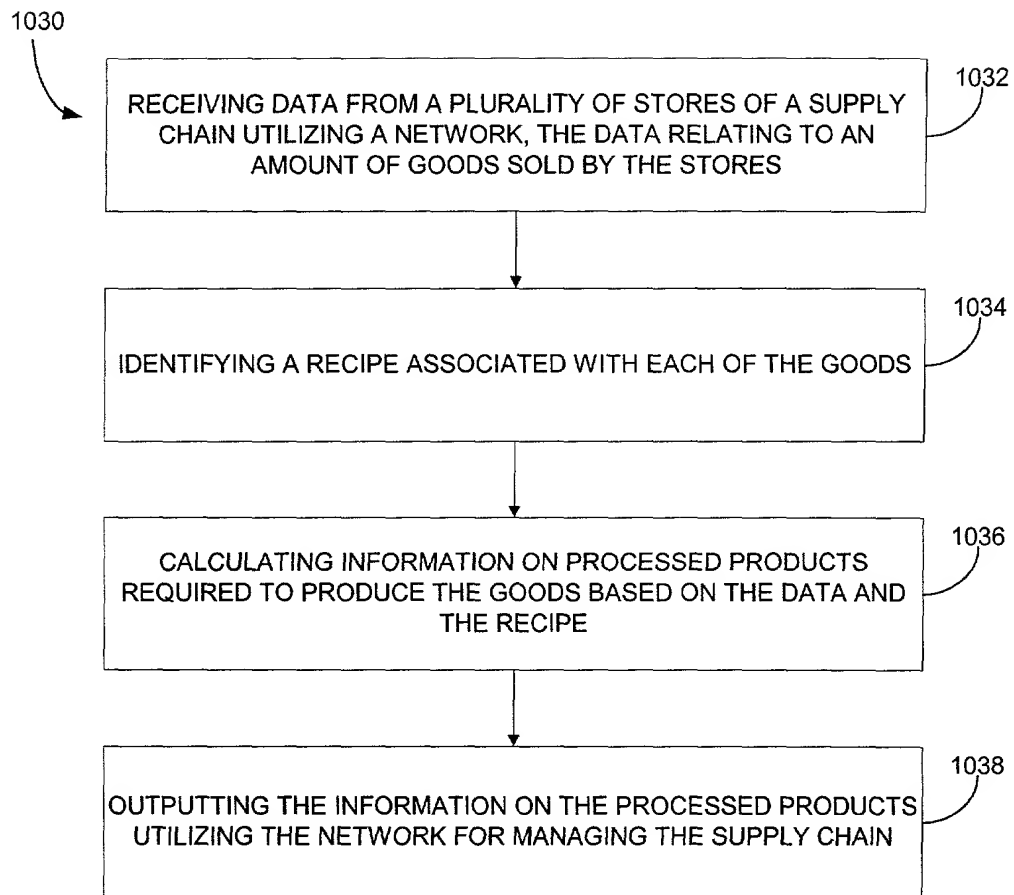 1030
1032
RECEIVING DATA FROM A PLURALITY OF STORES OF A SUPPLY
CHAIN UTILIZING A NETWORK, THE DATA RELATING TO AN
AMOUNT OF GOODS SOLD BY THE STORES
1034
IDENTIFYING A RECIPE ASSOCIATED WITH EACH OF THE GOODS
1036
CALCULATING INFORMATION ON PROCESSED PRODUCTS
REQUIRED TO PRODUCE THE GOODS BASED ON THE DATA AND
THE RECIPE
1038
OUTPUTTING THE INFORMATION ON THE PROCESSED PRODUCTS
UTILIZING THE NETWORK FOR MANAGING THE SUPPLY CHAIN